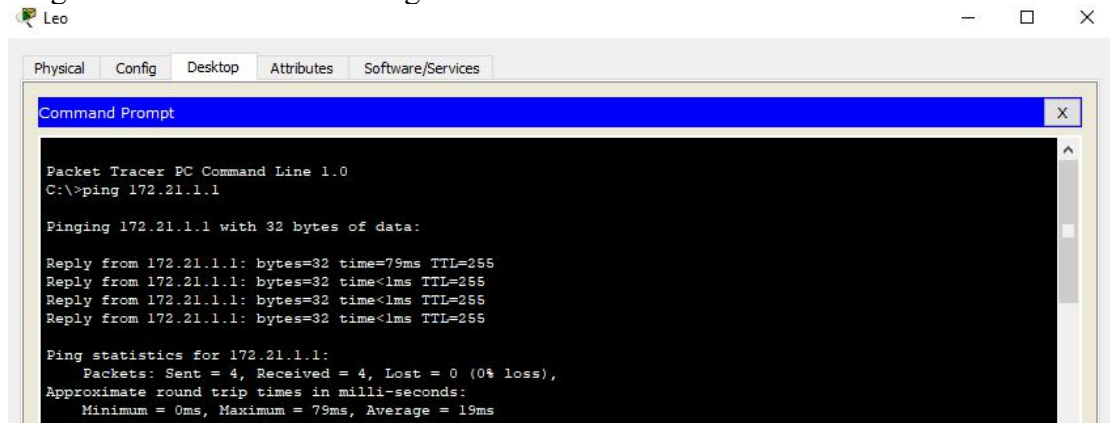 Leo
Physical Config Desktop Attributes Software/Services
Command Prompt
X
Packet Tracer PC Command Line 1.0
C:\>ping 172.21.1.1
Pinging 172.21.1.1 with 32 bytes of data:
Reply from 172.21.1.1: bytes=32 time=79ms TTL=255
Reply from 172.21.1.1: bytes=32 time<1ms TTL=255
Reply from 172.21.1.1: bytes=32 time<1ms TTL=255
Reply from 172.21.1.1: bytes=32 time<1ms TTL=255
Ping statistics for 172.21.1.1:
Packets: Sent = 4, Received = 4, Lost = 0 (0% loss),
Approximate round trip times in milli-seconds:
Minimum = 0ms, Maximum = 79ms, Average = 19ms